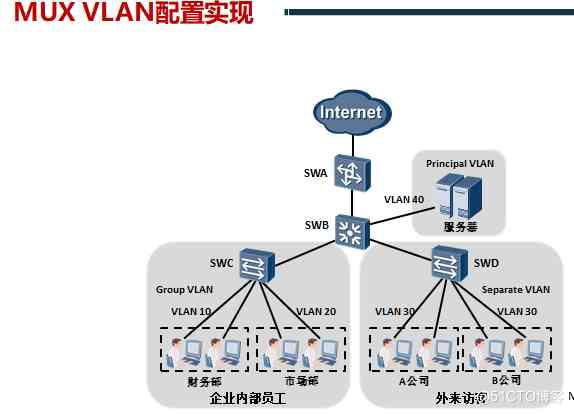 MUX VLAN配置实现
Internet
SWA
Principal VLAN
VLAN 40
SWB
服务器
SWC
SWD
Group VLAN
Separate VLAN
VLAN 10
VLAN 20
VLAN 30
VLAN 30
财务部
市场部
A公司
B公司
企业内部员工
外来访客
@51CTO博客
N